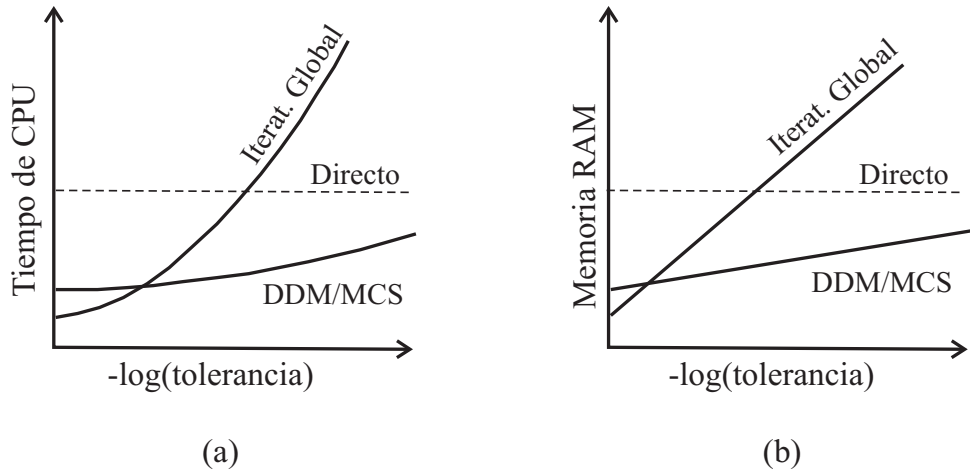 Tiempo de CPU
Iterat. Global
Directo
DDM/MCS
-log(tolerancia)
(a)
Memoria RAM
Iterat. Global
Directo
DDM/MCS
-log(tolerancia)
(b)